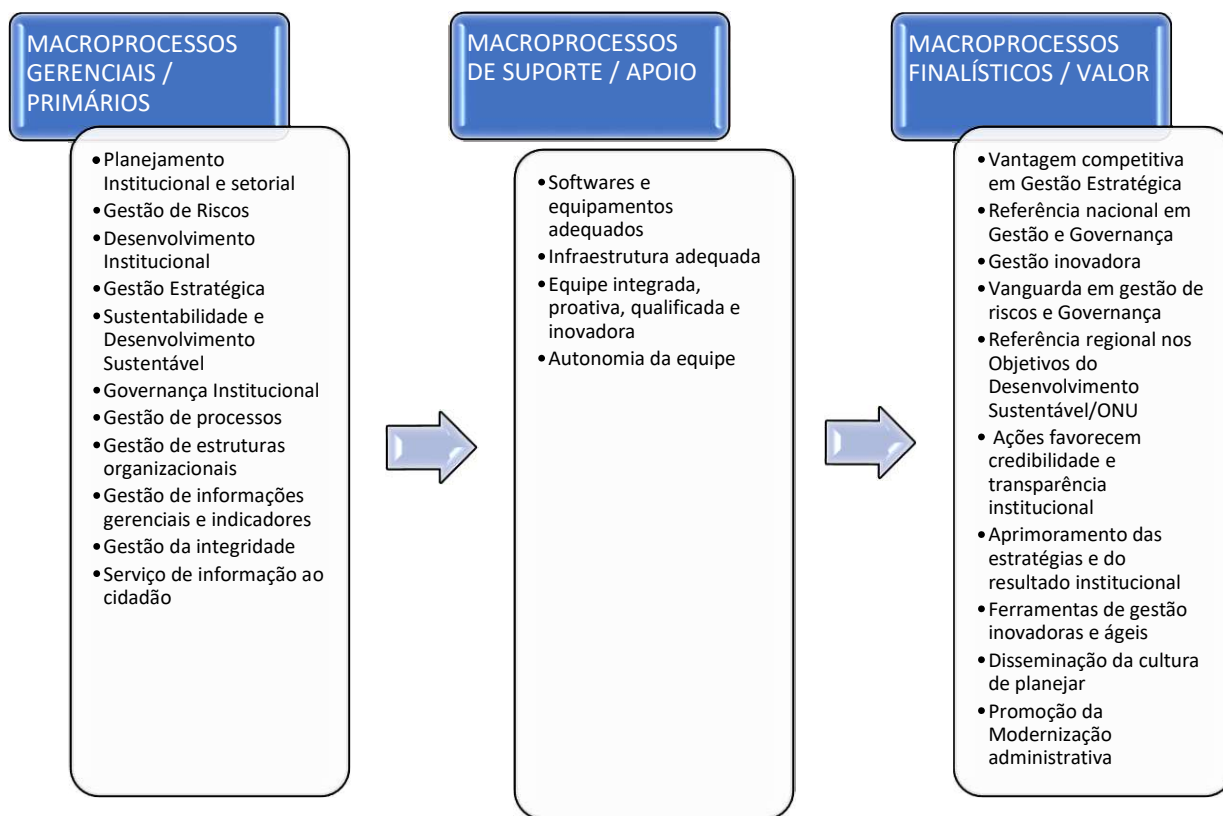 MACROPROCESSOS
GERENCIAIS /
PRIMÁRIOS
•Planejamento
Institucional e setorial
•Gestão de Riscos
•Desenvolvimento
Institucional
•Gestão Estratégica
•Sustentabilidade e
Desenvolvimento
Sustentável
•Governança Institucional
•Gestão de processos
•Gestão de estruturas
organizacionais
•Gestão de informações
gerenciais e indicadores
•Gestão da integridade
•Serviço de informação ao
cidadão
MACROPROCESSOS
DE SUPORTE / APOIO
•Softwares e
equipamentos
adequados
•Infraestrutura adequada
•Equipe integrada,
proativa, qualificada e
inovadora
•Autonomia da equipe
MACROPROCESSOS
FINALÍSTICOS / VALOR
•Vantagem competitiva
em Gestão Estratégica
•Referência nacional em
Gestão e Governança
•Gestão inovadora
•Vanguarda em gestão de
riscos e Governança
•Referência regional nos
Objetivos do
Desenvolvimento
Sustentável/ONU
• Ações favorecem
credibilidade e
transparência
institucional
•Aprimoramento das
estratégias e do
resultado institucional
•Ferramentas de gestão
inovadoras e ágeis
•Disseminação da cultura
de planejar
•Promoção da
Modernização
administrativa